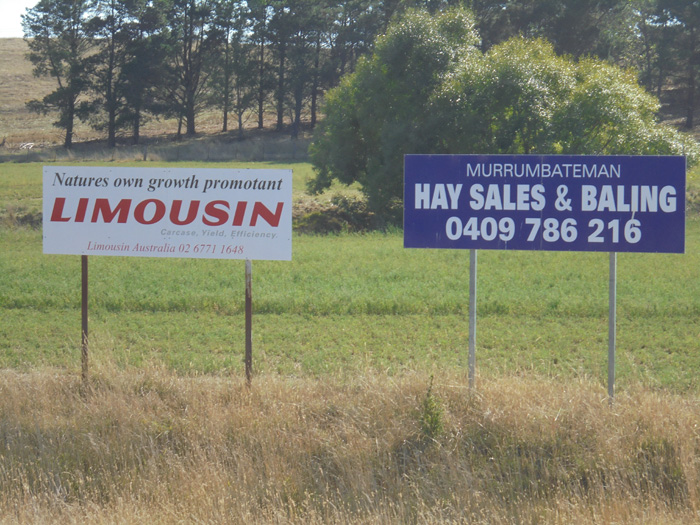 Natures own growth promotant
LIMOUSIN
Carcase, Yield, Efficiency.
Limousin Australia 02 6771 1648
MURRUMBATEMAN
HAY SALES & BALING
0409 786 216